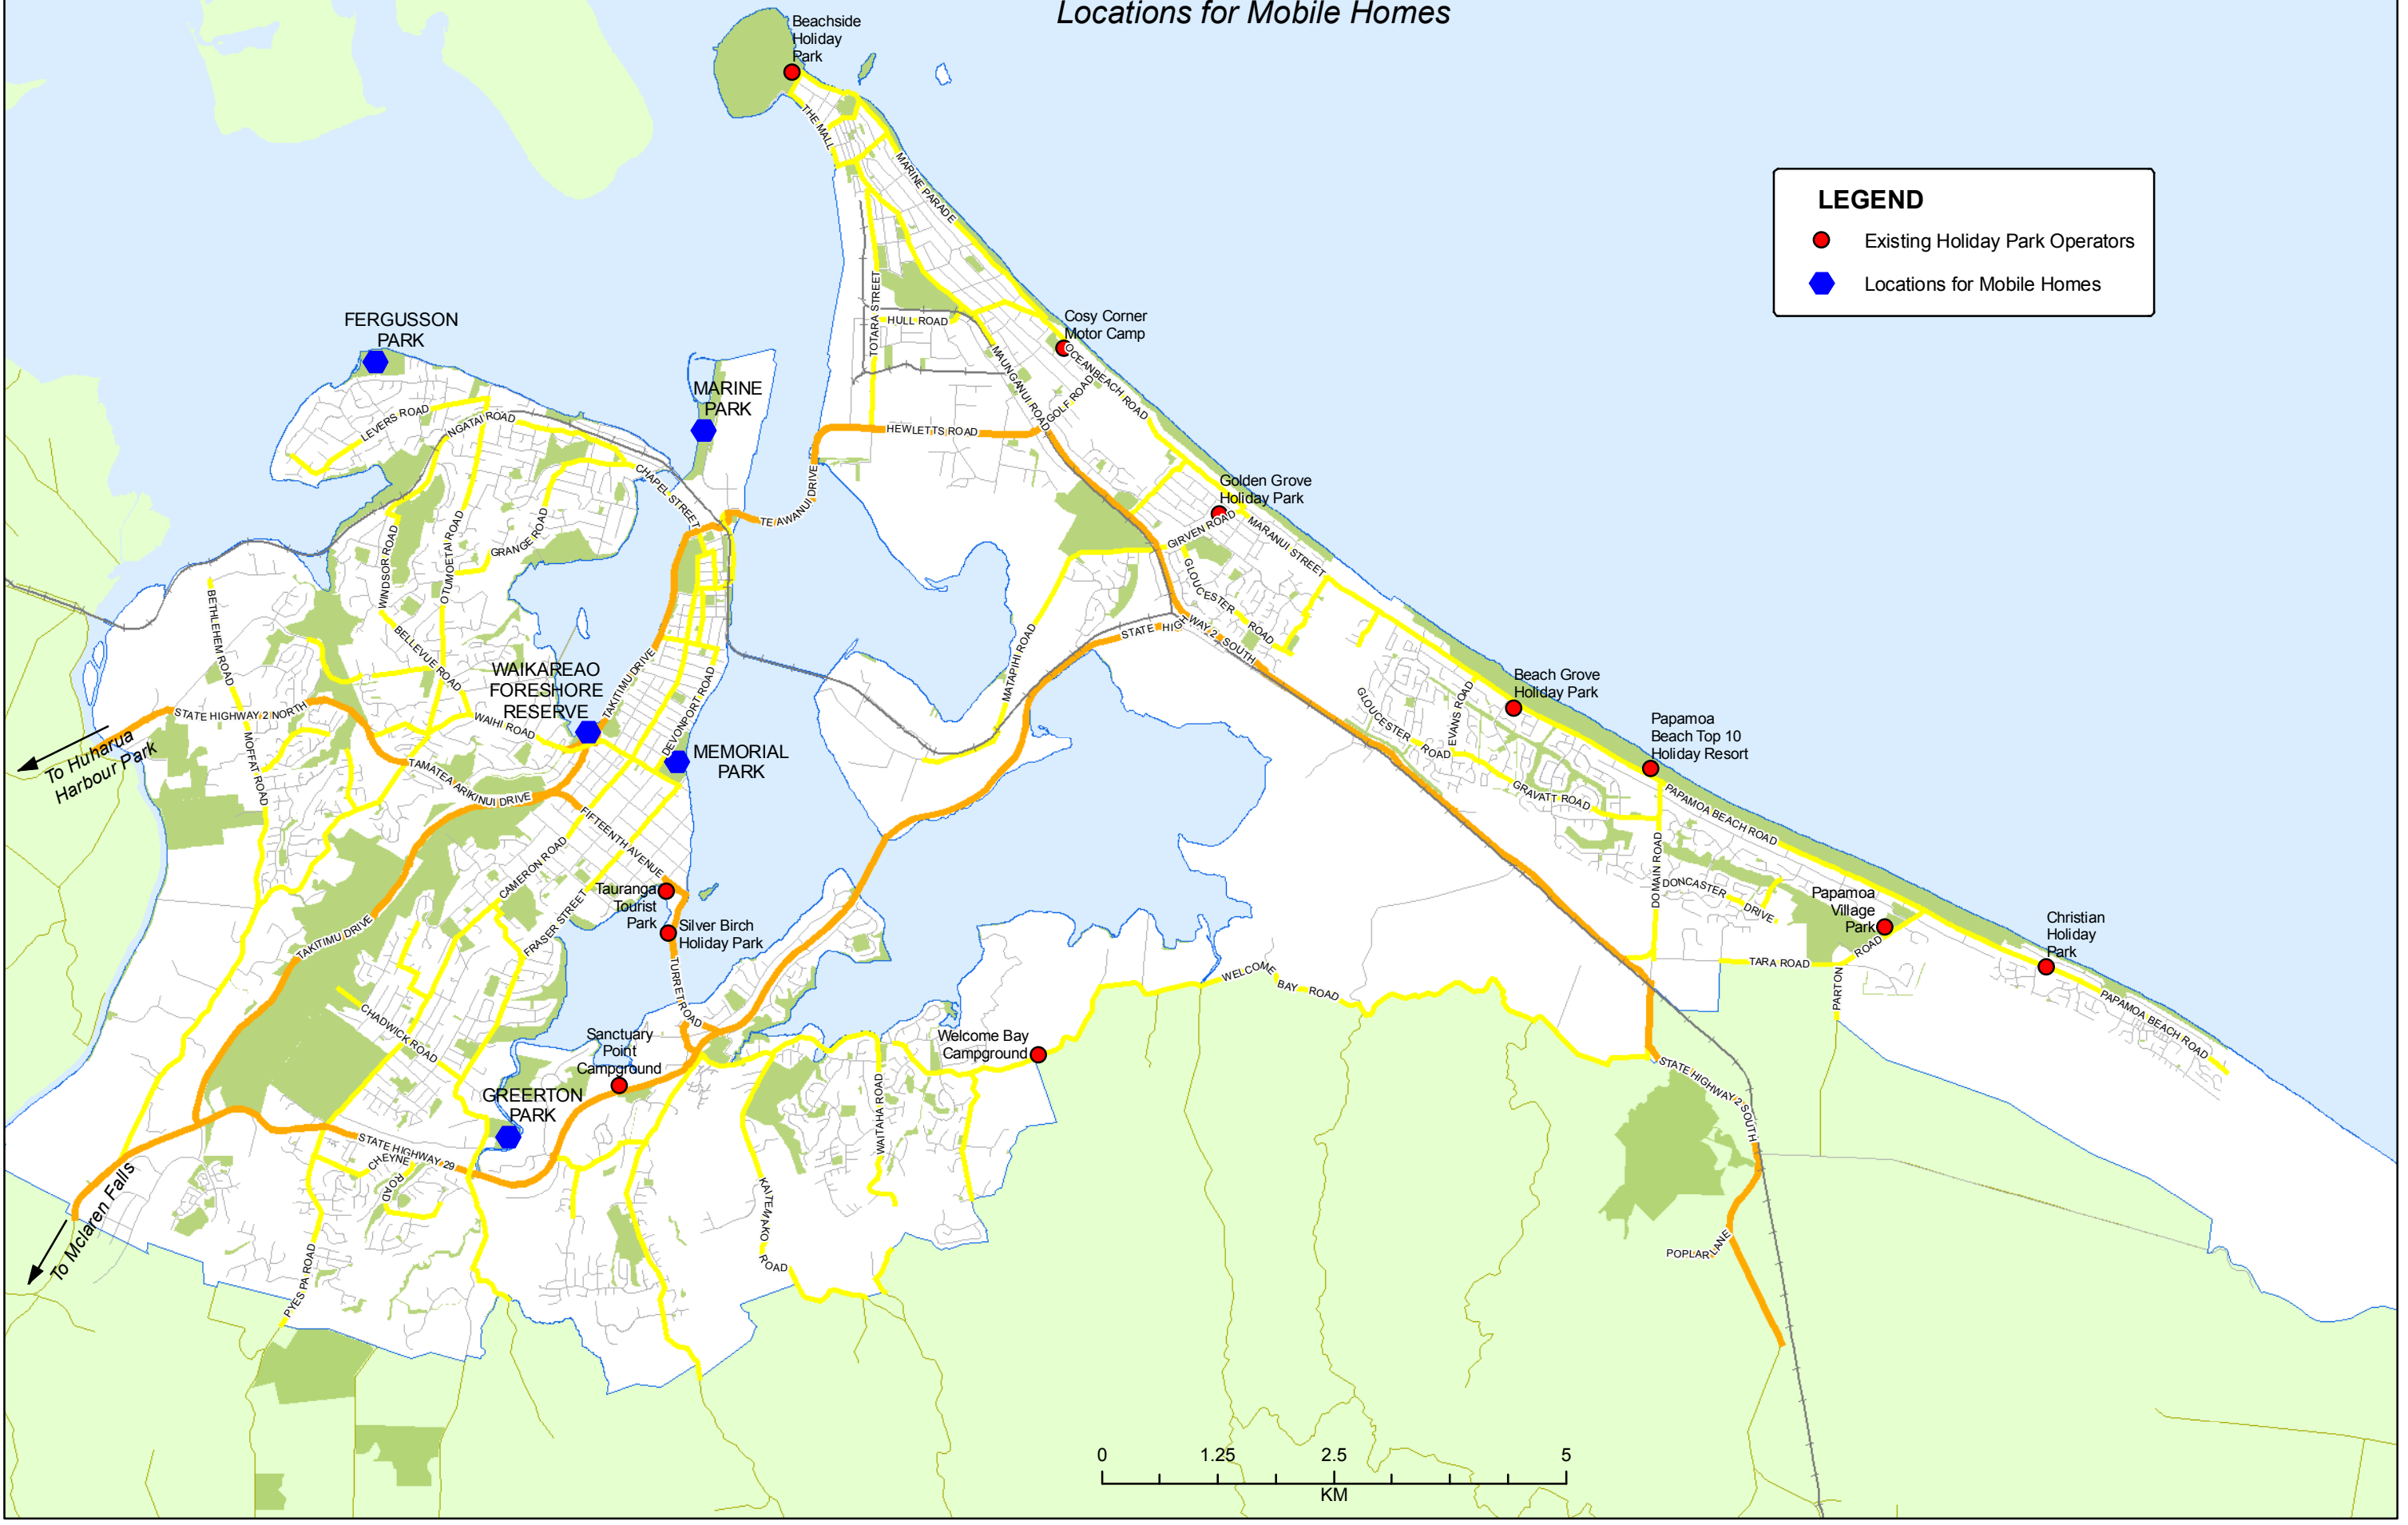 Locations for Mobile Homes
Beachside
Holiday
Park
THE MALL
MARINE PARADE
LEGEND
Existing Holiday Park Operators
Locations for Mobile Homes
TOTARA STREET
HULL ROAD
Cosy Corner
Motor Camp
OCEANBEACH ROAD
MAUNGANUI ROAD
GOLF ROAD
HEWLETTS ROAD
FERGUSSON
PARK
MARINE
PARK
LEVERS ROAD
NGATAI ROAD
CHAPEL STREET
TE AWANUI DRIVE
Golden Grove
Holiday Park
GIRVEN ROAD
MARANUI STREET
WINDSOR ROAD
OTUMOETAI ROAD
GRANGE ROAD
GLOUCESTER
ROAD
BETHLEHEM ROAD
BELLEVUE ROAD
MATAPIHI ROAD
STATE HIGHWAY 2 SOUTH
WAIKAREAO
FORESHORE
RESERVE
TAKITIMU DRIVE
DEVONPORT ROAD
STATE HIGHWAY 2 NORTH
WAIHI ROAD
MEMORIAL
PARK
To Huharua
Harbour Park
MOFFAT ROAD
TAMATEA ARIKINUI DRIVE
Beach Grove
Holiday Park
GLOUCESTER
ROAD
EVANS ROAD
Papamoa
Beach Top 10
Holiday Resort
GRAVATT ROAD
PAPAMOA BEACH ROAD
FIFTEENTH AVENUE
CAMERON ROAD
FRASER STREET
Tauranga
Tourist
Park
Silver Birch
Holiday Park
TURRET ROAD
DOMAIN ROAD
DONCASTER
DRIVE
Papamoa
Village
Park
Christian
Holiday
Park
TAKITIMU DRIVE
TARA ROAD
PARTON
ROAD
WELCOME
BAY ROAD
PAPAMOA BEACH ROAD
CHADWICK ROAD
Sanctuary
Point
Campground
Welcome Bay
Campground
GREERTON
PARK
WAITAHA ROAD
STATE HIGHWAY 2 SOUTH
STATE HIGHWAY 29
CHEYNE
ROAD
KAITEMAKO
ROAD
To Mclaren Falls
PYES PA ROAD
POPLAR LANE
0 1.25 2.5 5
KM